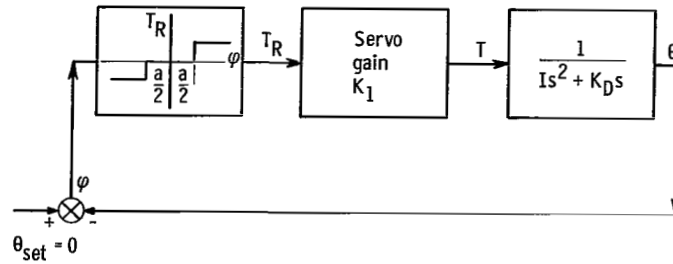 T_R
φ
a/2 a/2
T_R
Servo
gain
K_1
T
1
Is^2 + K_D s
θ
φ
+ -
θ_set = 0